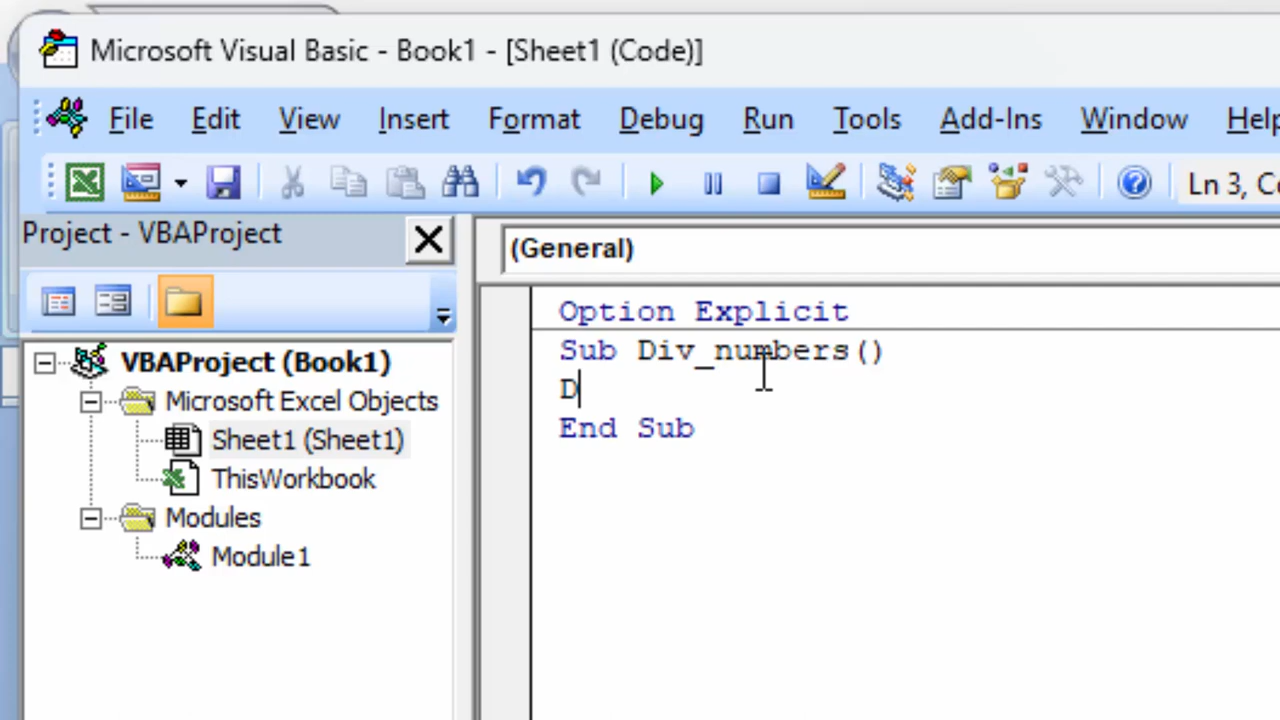 Microsoft Visual Basic - Book1 - [Sheet1 (Code)]
File Edit View Insert Format Debug Run Tools Add-Ins Window Help
Ln 3, C
Project - VBAProject
(General)
VBAProject (Book1)
Microsoft Excel Objects
Sheet1 (Sheet1)
ThisWorkbook
Modules
Module1
Option Explicit
Sub Div_numbers()
D
End Sub